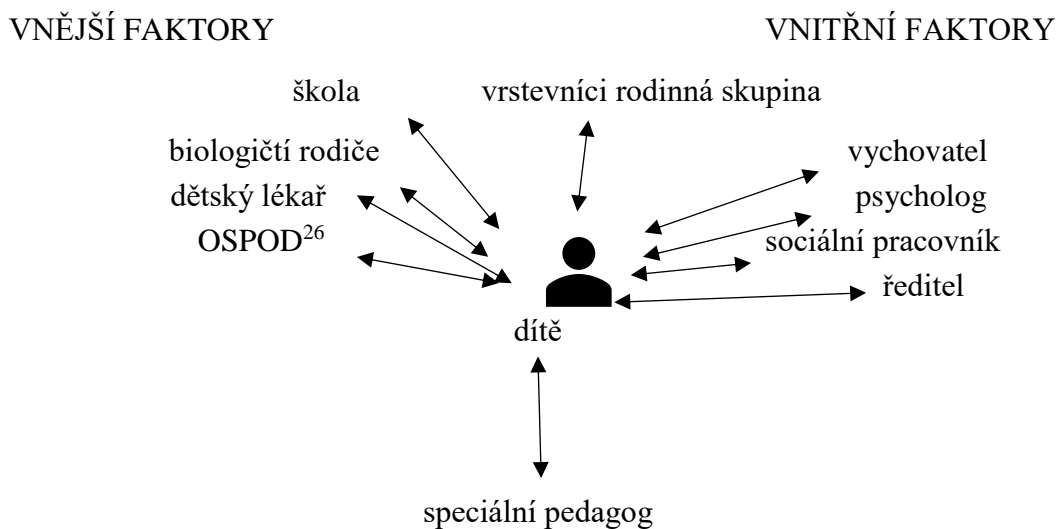 VNĚJŠÍ FAKTORY
VNITŘNÍ FAKTORY
škola
vrstevníci rodinná skupina
biologičtí rodiče
vychovatel
dětský lékař
psycholog
OSPOD26
sociální pracovník
ředitel
dítě
speciální pedagog